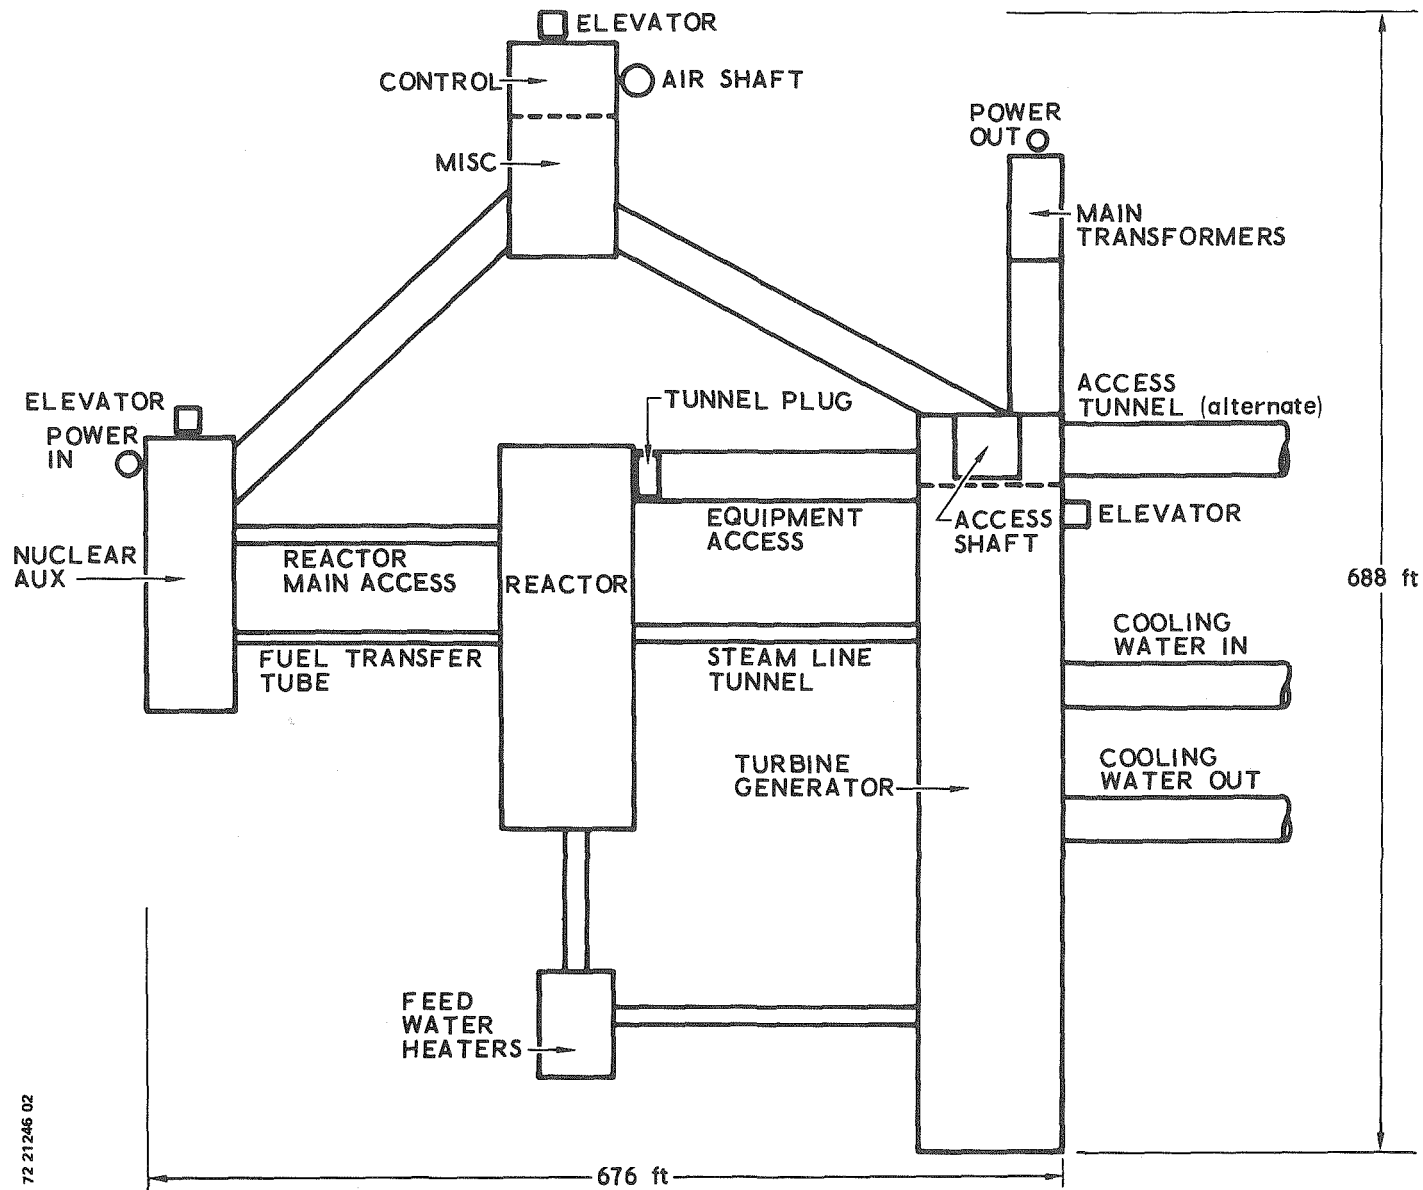 ELEVATOR
CONTROL
AIR SHAFT
MISC
POWER
OUT
MAIN
TRANSFORMERS
ELEVATOR
POWER
IN
TUNNEL PLUG
ACCESS
TUNNEL (alternate)
NUCLEAR
AUX
REACTOR
MAIN ACCESS
REACTOR
EQUIPMENT
ACCESS
ACCESS
SHAFT
ELEVATOR
688 ft
FUEL TRANSFER
TUBE
STEAM LINE
TUNNEL
COOLING
WATER IN
TURBINE
GENERATOR
COOLING
WATER OUT
FEED
WATER
HEATERS
676 ft
72 21246 02